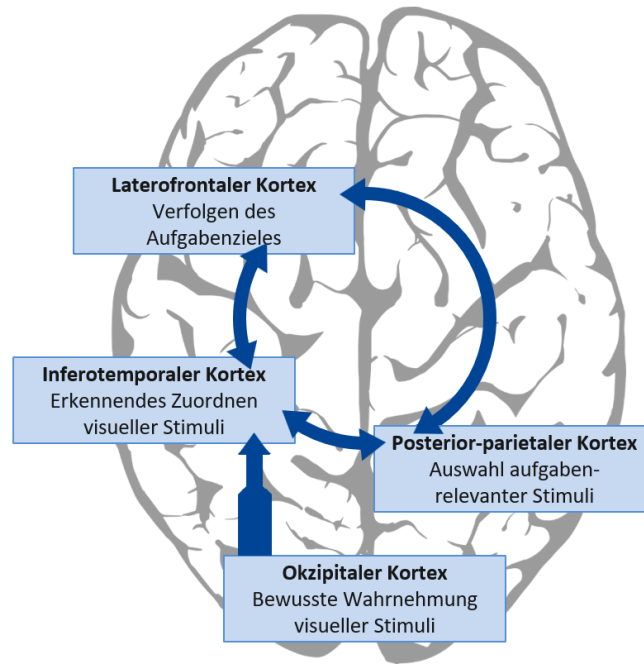 Laterofrontaler Kortex
Verfolgen des
Aufgabenzieles
Inferotemporaler Kortex
Erkennendes Zuordnen
visueller Stimuli
Posterior-parietaler Kortex
Auswahl aufgaben-
relevanter Stimuli
Okzipitaler Kortex
Bewusste Wahrnehmung
visueller Stimuli